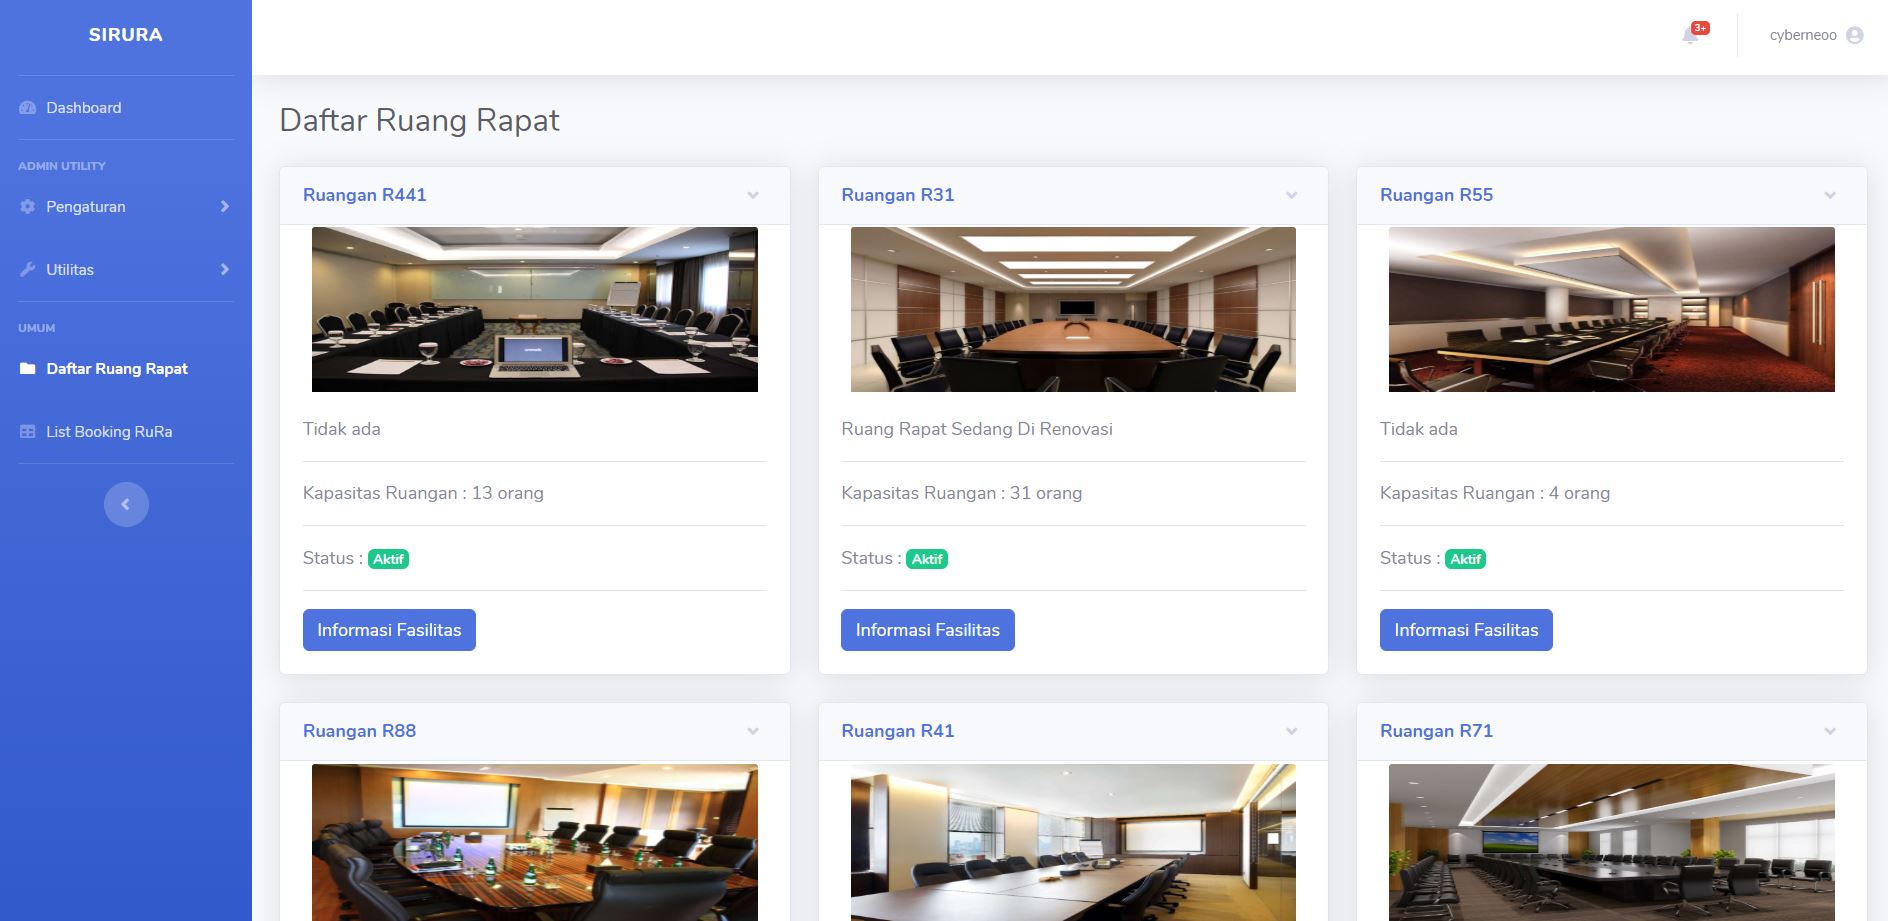 SIRURA
3+
cyberneoo
Dashboard
ADMIN UTILITY
Pengaturan
Utilitas
UMUM
Daftar Ruang Rapat
List Booking RuRa
Daftar Ruang Rapat
Ruangan R441
Tidak ada
Kapasitas Ruangan : 13 orang
Status : Aktif
Informasi Fasilitas
Ruangan R31
Ruang Rapat Sedang Di Renovasi
Kapasitas Ruangan : 31 orang
Status : Aktif
Informasi Fasilitas
Ruangan R55
Tidak ada
Kapasitas Ruangan : 4 orang
Status : Aktif
Informasi Fasilitas
Ruangan R88
Ruangan R41
Ruangan R71